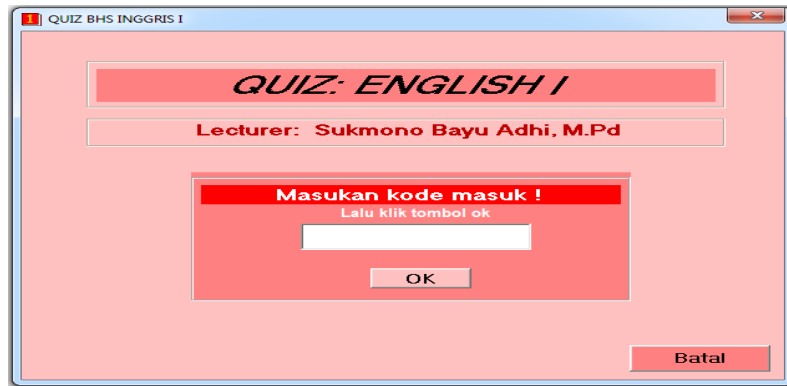 1 QUIZ BHS INGGRIS I
QUIZ: ENGLISH I
Lecturer: Sukmono Bayu Adhi, M.Pd
Masukan kode masuk !
Lalu klik tombol ok
OK
Batal